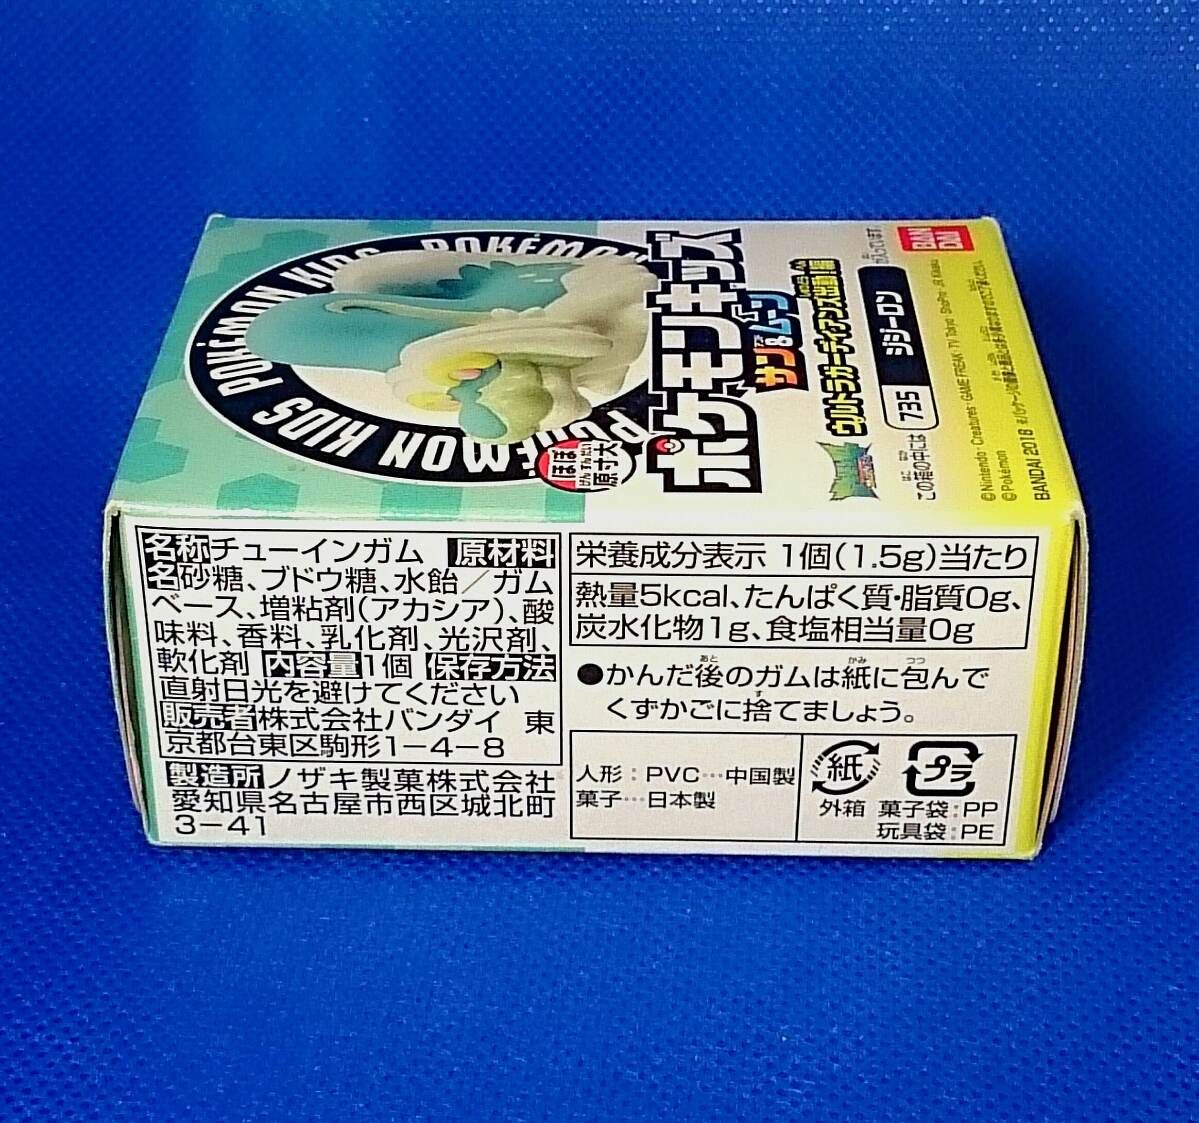 POKÉMON KIDS POKÉMON KIDS POKÉMON
ほぼ原寸大
ポケモンキッズ
サン&ムーン
ウルトラガーディアンズ出動!編
この箱の中には
735 ジジーロン
が入っています
BANDAI
©Nintendo・Creatures・GAME FREAK・TV Tokyo・ShoPro・JR Kikaku
©Pokémon
BANDAI 2018
名称チューインガム 原材料
名砂糖、ブドウ糖、水飴/ガム
ベース、増粘剤(アカシア)、酸
味料、香料、乳化剤、光沢剤、
軟化剤 内容量1個 保存方法
直射日光を避けてください
販売者株式会社バンダイ 東
京都台東区駒形1-4-8
製造所ノザキ製菓株式会社
愛知県名古屋市西区城北町
3-41
栄養成分表示 1個(1.5g)当たり
熱量5kcal、たんぱく質・脂質0g、
炭水化物1g、食塩相当量0g
●かんだ後のガムは紙に包んで
くずかごに捨てましょう。
人形:PVC…中国製
菓子…日本製
紙
外箱
プラ
菓子袋:PP
玩具袋:PE